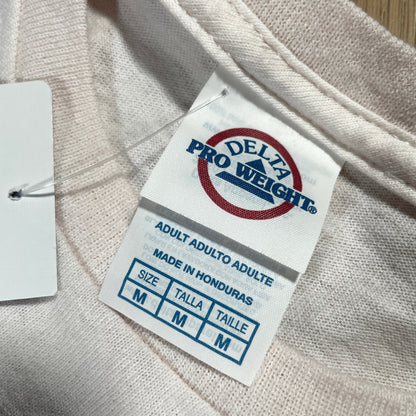 DELTA
PRO WEIGHT®
ADULT ADULTO ADULTE
MADE IN HONDURAS
SIZE TALLA TAILLE
M M M